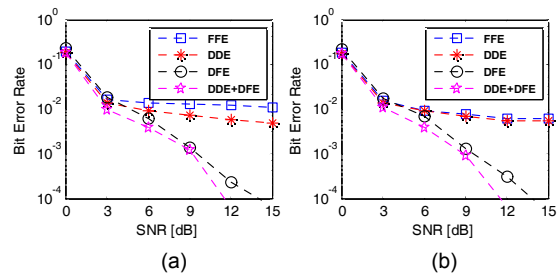 10^0
10^-1
10^-2
10^-3
10^-4
Bit Error Rate
FFE
DDE
DFE
DDE+DFE
0 3 6 9 12 15
SNR [dB]
(a)
10^0
10^-1
10^-2
10^-3
10^-4
Bit Error Rate
FFE
DDE
DFE
DDE+DFE
0 3 6 9 12 15
SNR [dB]
(b)